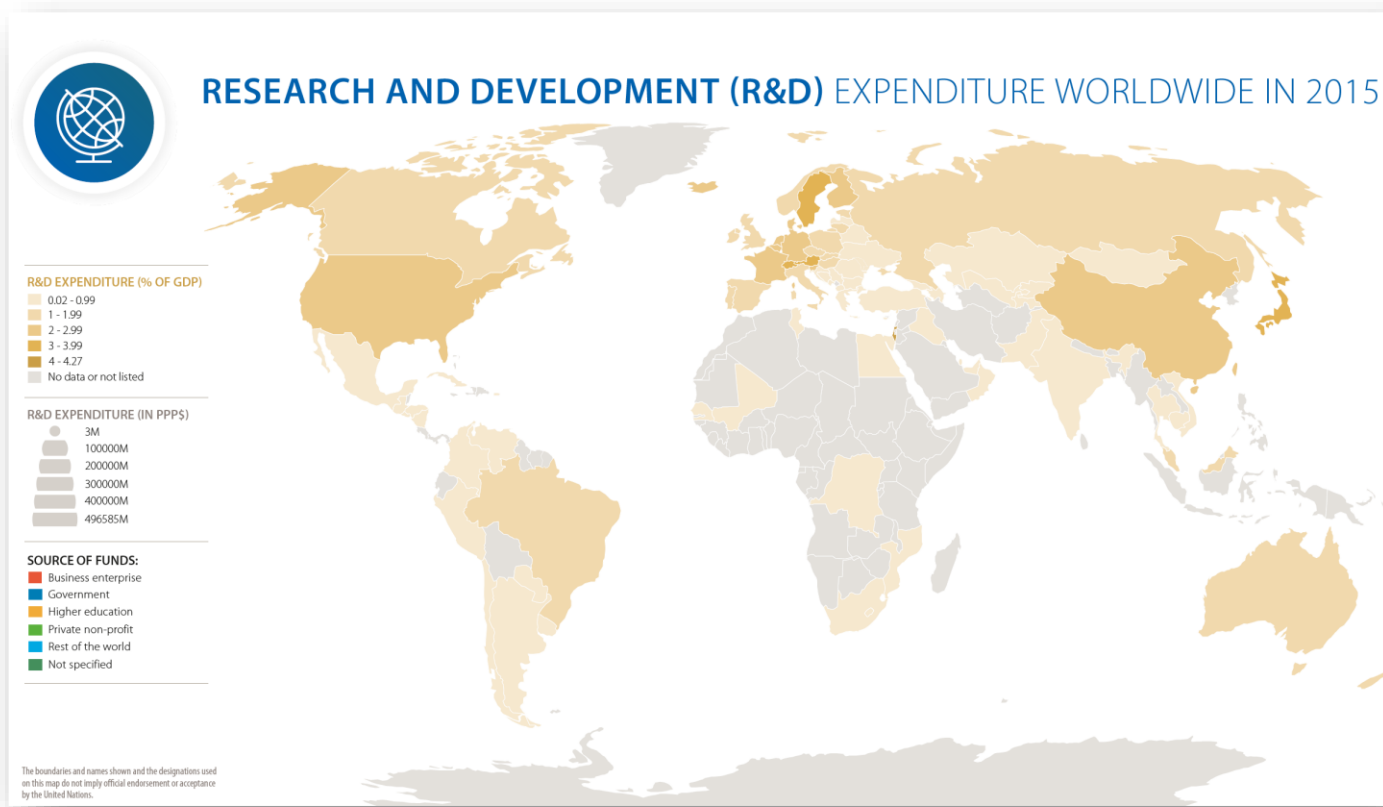 RESEARCH AND DEVELOPMENT (R&D) EXPENDITURE WORLDWIDE IN 2015
R&D EXPENDITURE (% OF GDP)
0.02 - 0.99
1 - 1.99
2 - 2.99
3 - 3.99
4 - 4.27
No data or not listed
R&D EXPENDITURE (IN PPP$)
3M
100000M
200000M
300000M
400000M
496585M
SOURCE OF FUNDS:
Business enterprise
Government
Higher education
Private non-profit
Rest of the world
Not specified
The boundaries and names shown and the designations used
on this map do not imply official endorsement or acceptance
by the United Nations.